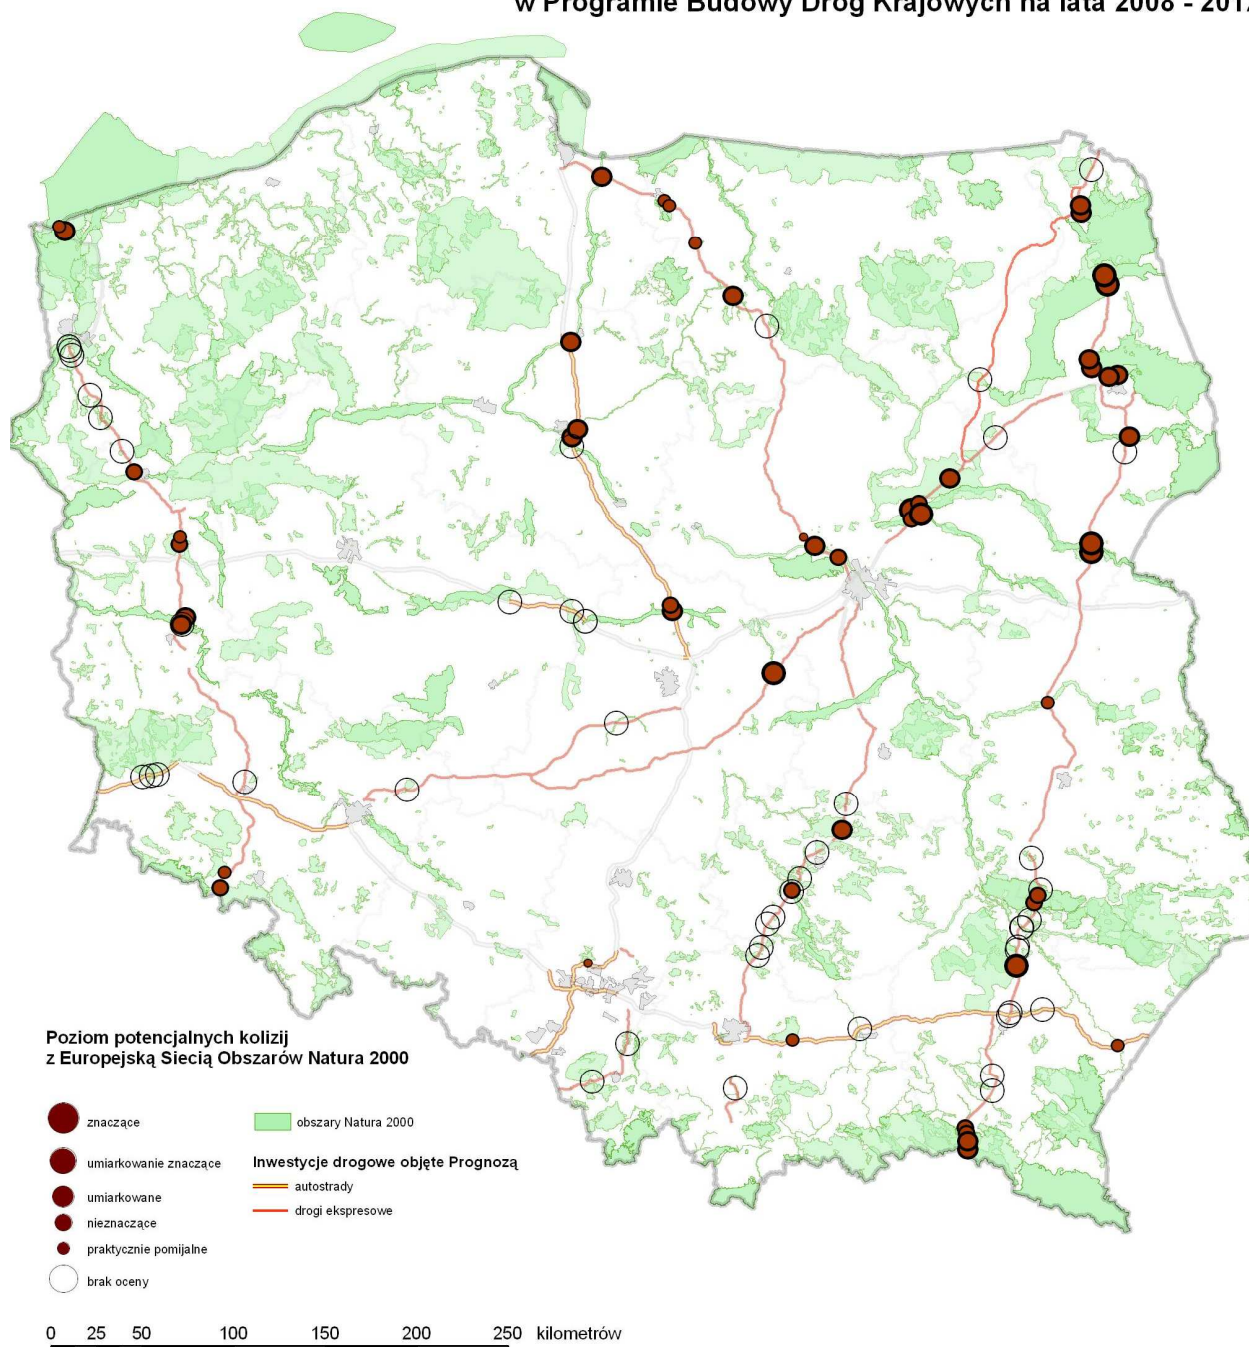 w Programie Budowy Dróg Krajowych na lata 2008 - 2012
Poziom potencjalnych kolizij
z Europejską Siecią Obszarów Natura 2000
znaczące
umiarkowanie znaczące
umiarkowane
nieznaczące
praktycznie pomijalne
brak oceny
obszary Natura 2000
Inwestycje drogowe objęte Prognozą
autostrady
drogi ekspresowe
0 25 50 100 150 200 250 kilometrów